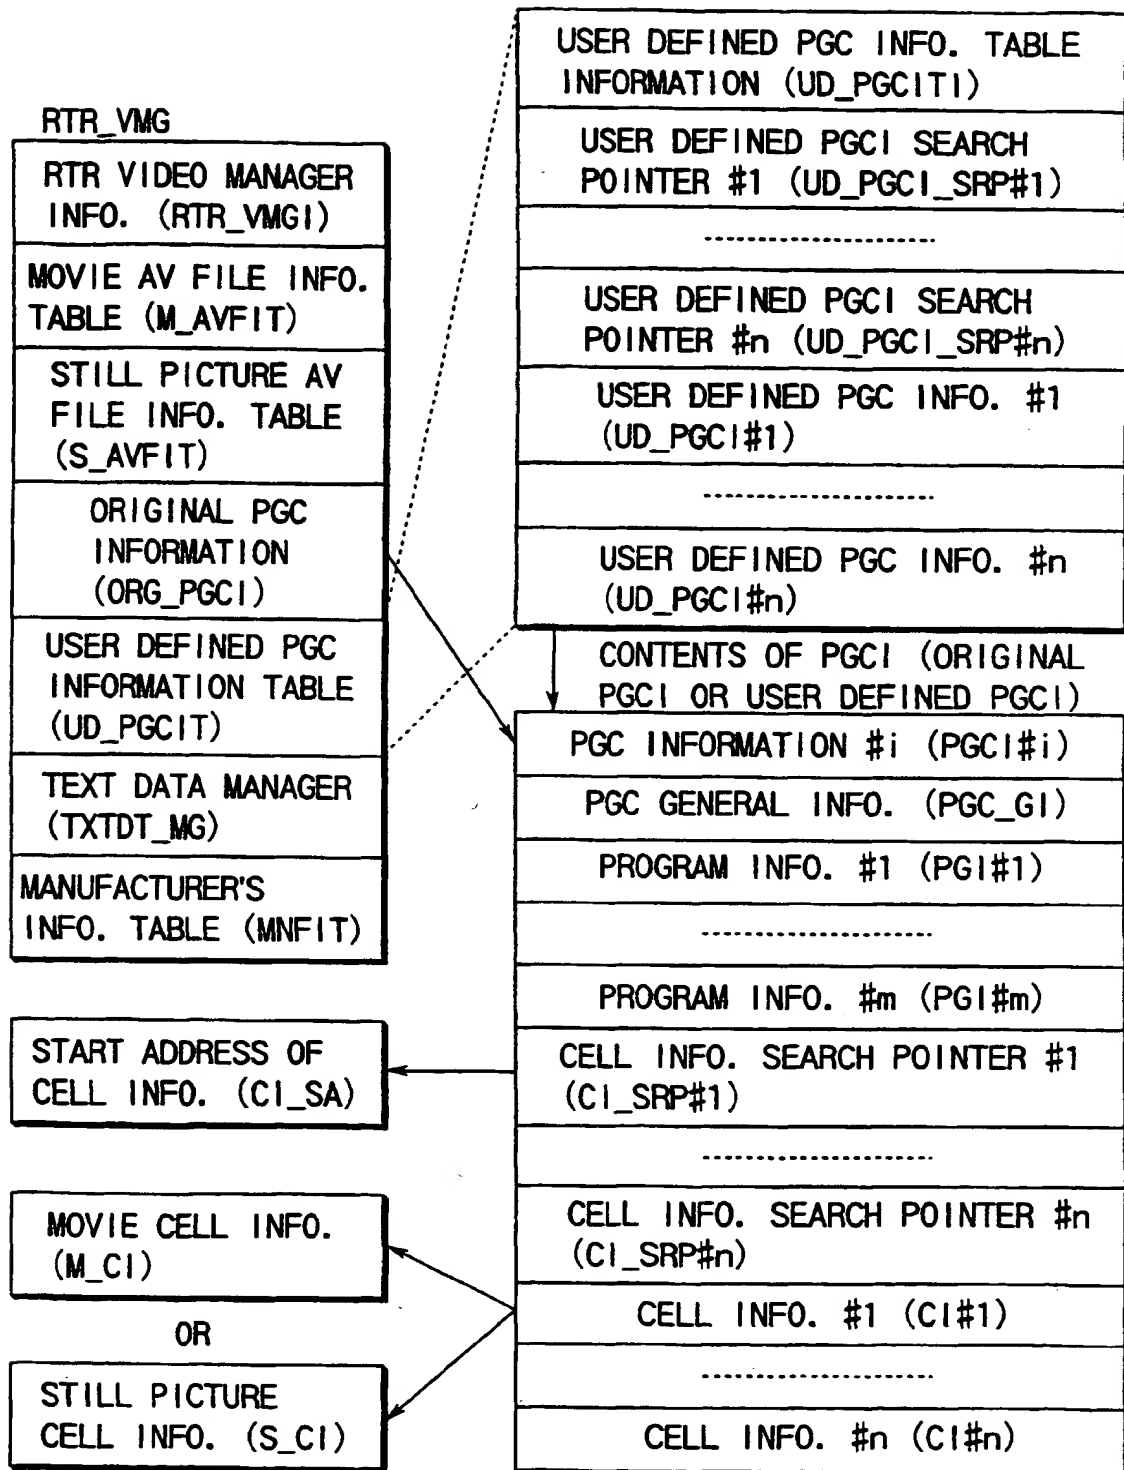 RTR_VMG
RTR VIDEO MANAGER
INFO. (RTR_VMGI)
MOVIE AV FILE INFO.
TABLE (M_AVFIT)
STILL PICTURE AV
FILE INFO. TABLE
(S_AVFIT)
ORIGINAL PGC
INFORMATION
(ORG_PGCI)
USER DEFINED PGC
INFORMATION TABLE
(UD_PGCIT)
TEXT DATA MANAGER
(TXTDT_MG)
MANUFACTURER'S
INFO. TABLE (MNFIT)
USER DEFINED PGC INFO. TABLE
INFORMATION (UD_PGCITI)
USER DEFINED PGCI SEARCH
POINTER #1 (UD_PGCI_SRP#1)
USER DEFINED PGCI SEARCH
POINTER #n (UD_PGCI_SRP#n)
USER DEFINED PGC INFO. #1
(UD_PGCI#1)
USER DEFINED PGC INFO. #n
(UD_PGCI#n)
CONTENTS OF PGCI (ORIGINAL
PGCI OR USER DEFINED PGCI)
PGC INFORMATION #i (PGCI#i)
PGC GENERAL INFO. (PGC_GI)
PROGRAM INFO. #1 (PGI#1)
PROGRAM INFO. #m (PGI#m)
CELL INFO. SEARCH POINTER #1
(CI_SRP#1)
CELL INFO. SEARCH POINTER #n
(CI_SRP#n)
CELL INFO. #1 (CI#1)
CELL INFO. #n (CI#n)
START ADDRESS OF
CELL INFO. (CI_SA)
MOVIE CELL INFO.
(M_CI)
OR
STILL PICTURE
CELL INFO. (S_CI)